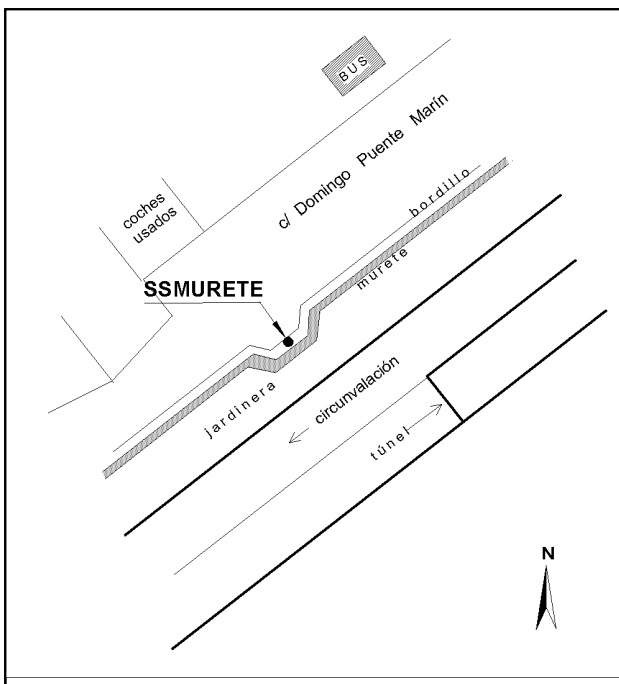 BUS
c/ Domingo Puente Marín
coches
usados
bordillo
murete
SSMURETE
jardinera
circunvalación
túnel
N